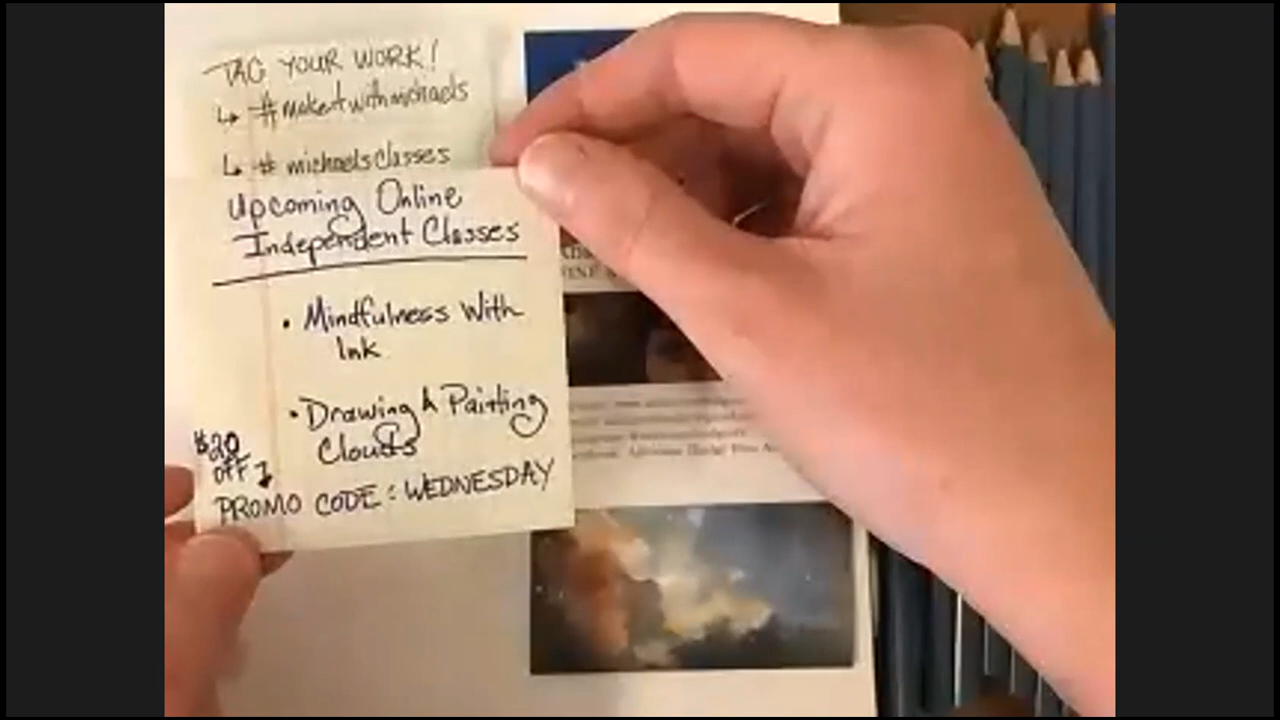 TAG YOUR WORK!
↳ #makeitwithmichaels
↳ # michaelsclasses
Upcoming Online
Independent Classes
• Mindfulness With
Ink
• Drawing & Painting
Clouds
$20
OFF ↴
PROMO CODE: WEDNESDAY